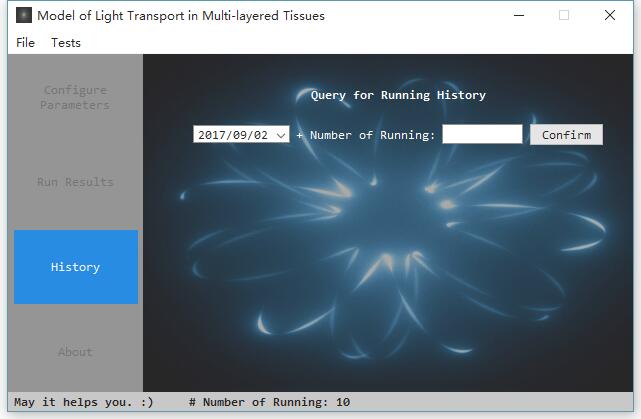 Model of Light Transport in Multi-layered Tissues
File Tests
Configure
Parameters
Run Results
History
About
Query for Running History
2017/09/02 + Number of Running: Confirm
May it helps you. :) # Number of Running: 10